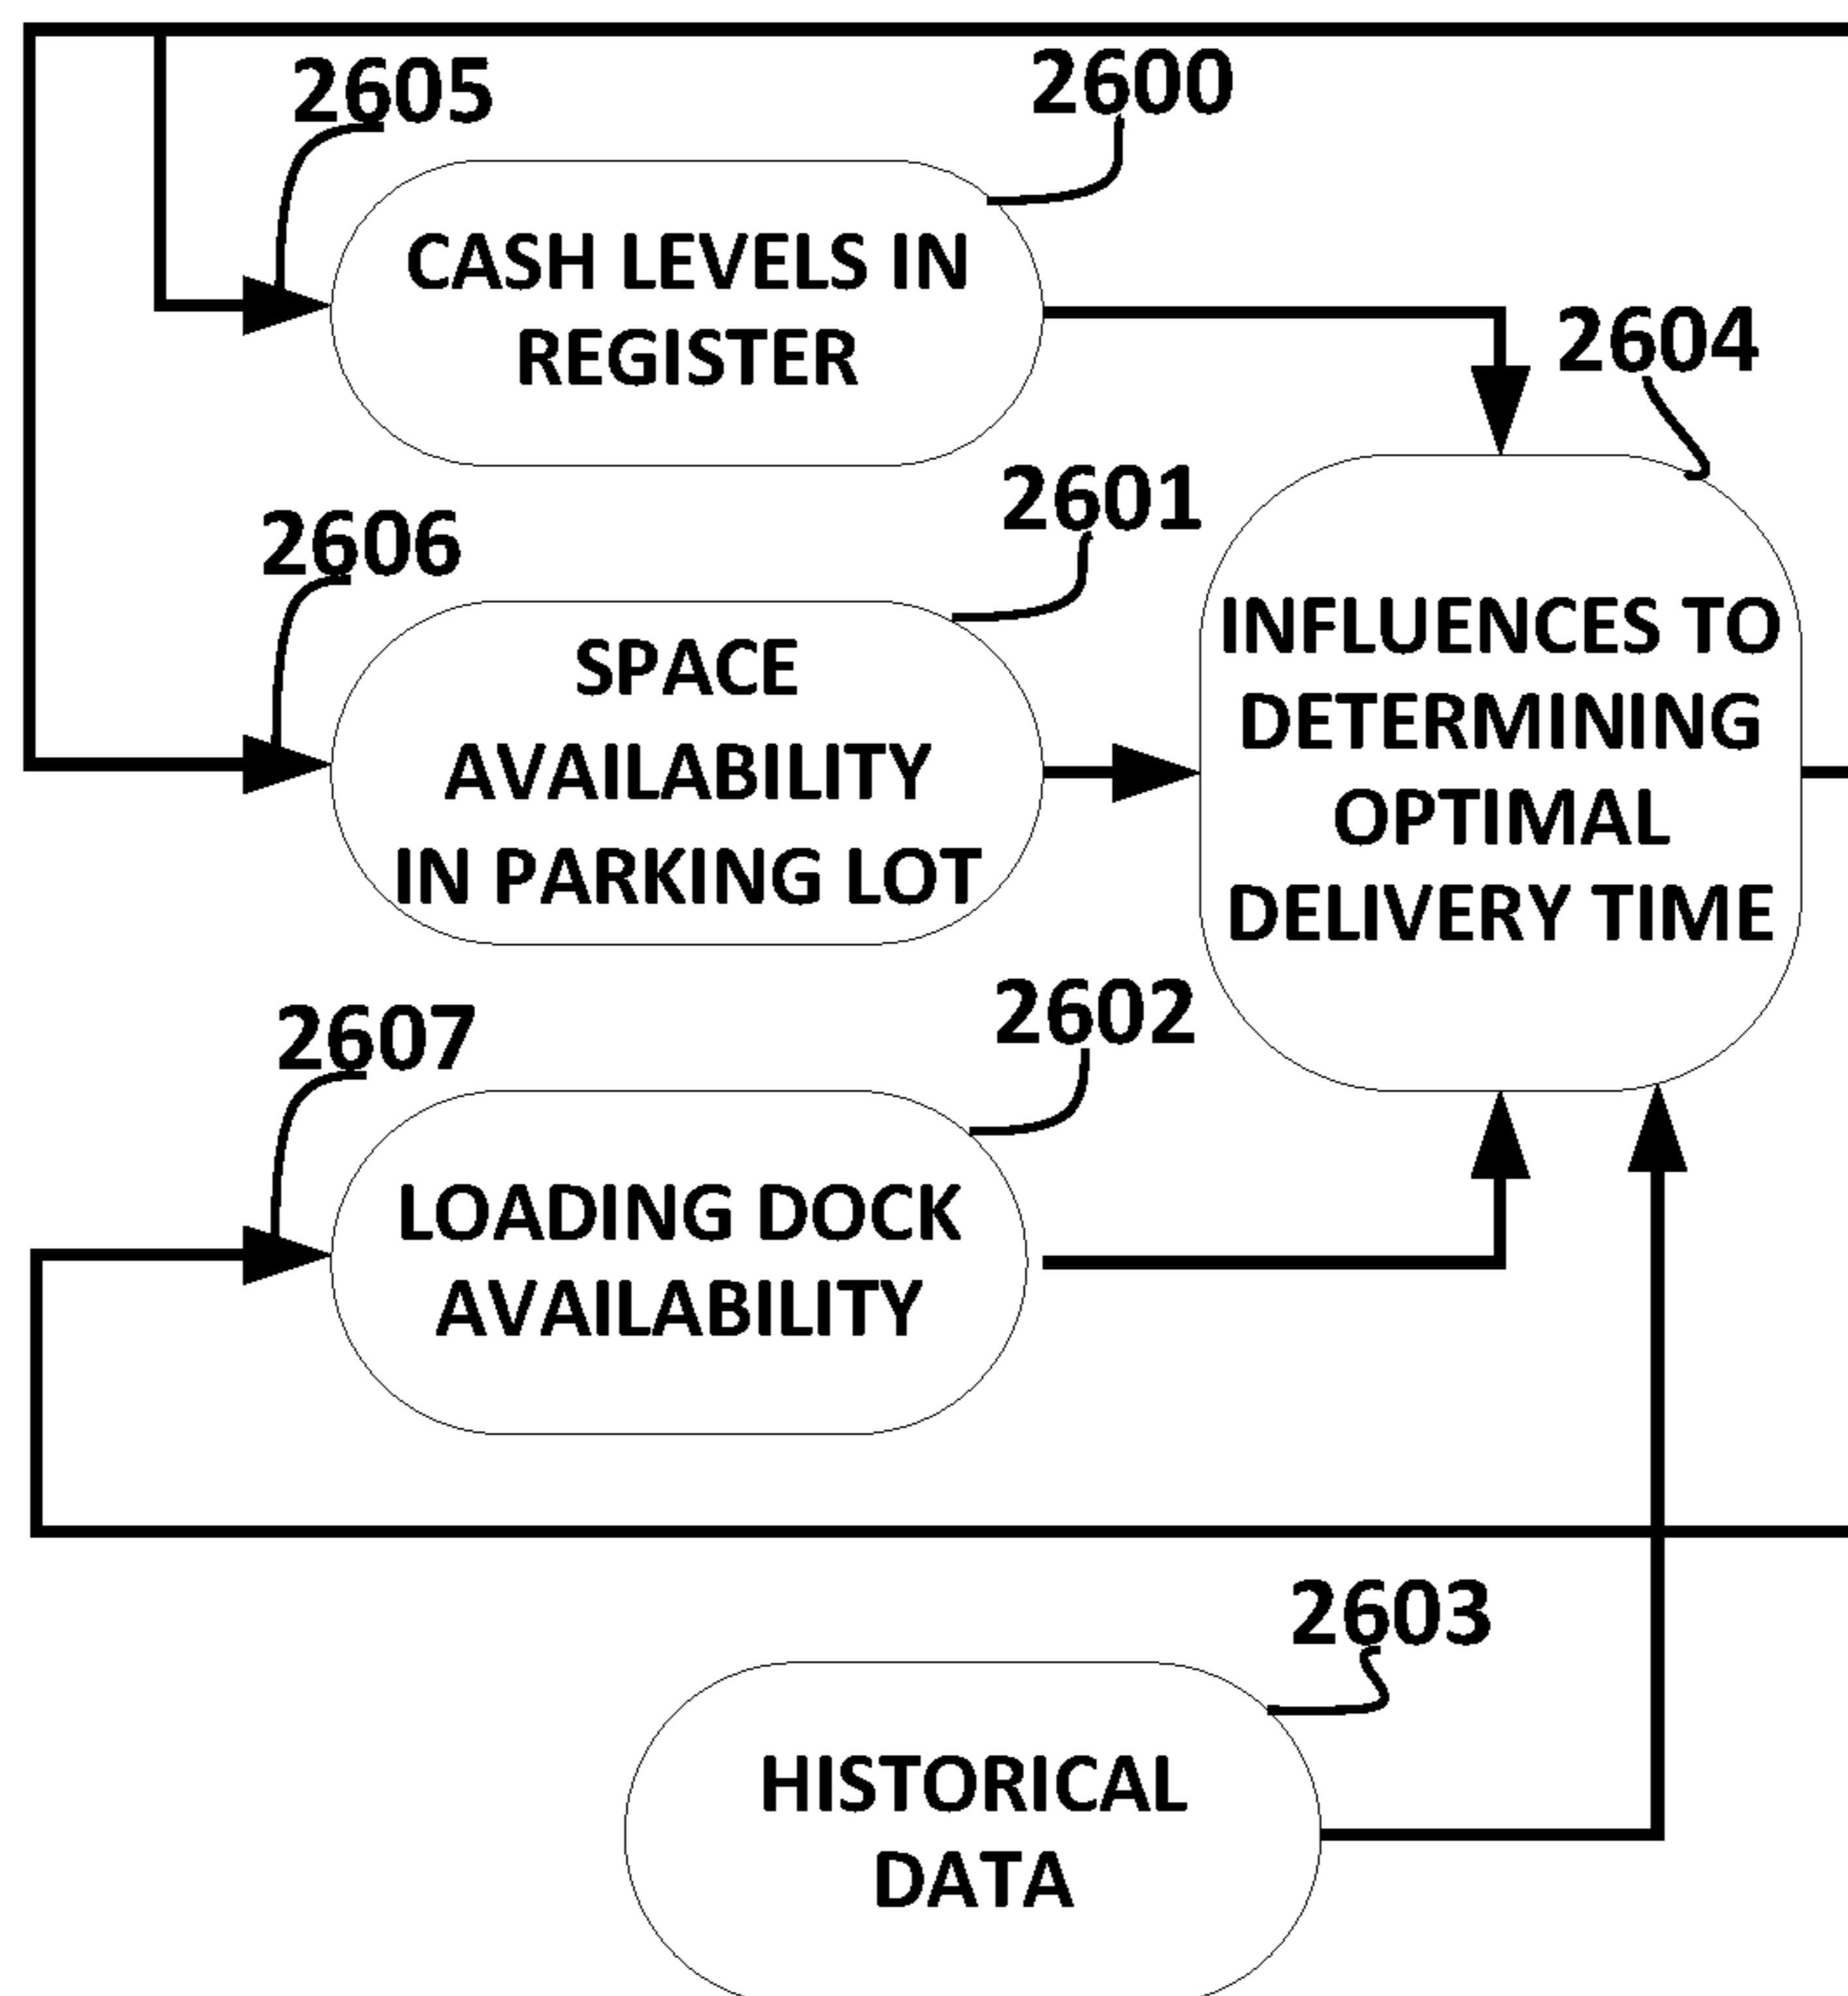 2605
2600
CASH LEVELS IN
REGISTER
2604
2601
2606
SPACE
AVAILABILITY
IN PARKING LOT
INFLUENCES TO
DETERMINING
OPTIMAL
DELIVERY TIME
2602
2607
LOADING DOCK
AVAILABILITY
2603
HISTORICAL
DATA